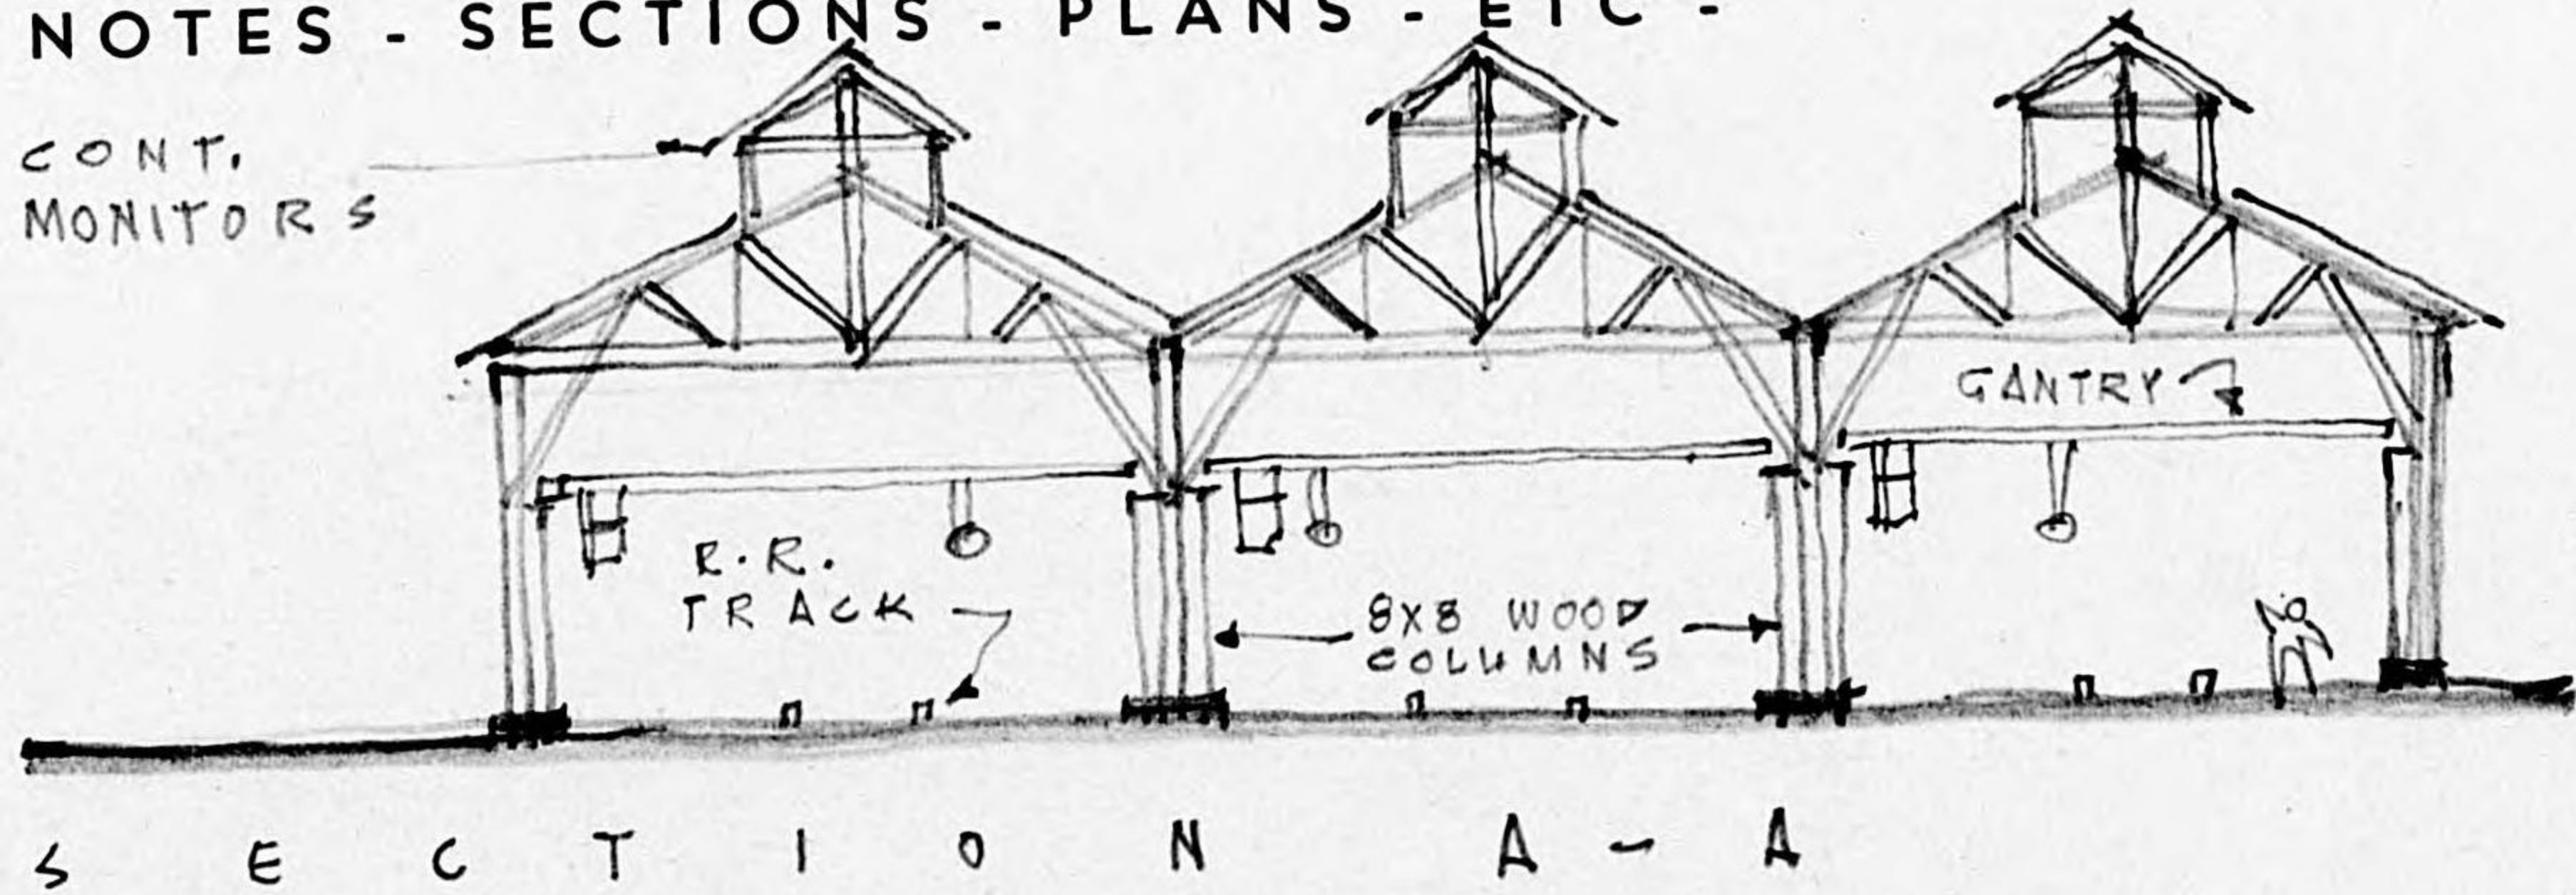 NOTES - SECTIONS - PLANS - ETC -
CONT.
MONITORS
GANTRY
R.R.
TRACK
8X8 WOOD
COLUMNS
SECTION A-A